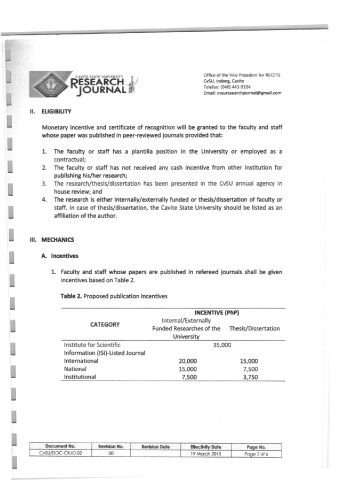 CAVITE STATE UNIVERSITY
RESEARCH
JOURNAL
Office of the Vice President for RECETS
CvSU, Indang, Cavite
Telefax: (046) 443-9104
Email: cvsuresearchjournal@gmail.com
II. ELIGIBILITY
Monetary incentive and certificate of recognition will be granted to the faculty and staff
whose paper was published in peer-reviewed journals provided that:
1. The faculty or staff has a plantilla position in the University or employed as a
contractual;
2. The faculty or staff has not received any cash incentive from other institution for
publishing his/her research;
3. The research/thesis/dissertation has been presented in the CvSU annual agency in
house review; and
4. The research is either internally/externally funded or thesis/dissertation of faculty or
staff. In case of thesis/dissertation, the Cavite State University should be listed as an
affiliation of the author.
III. MECHANICS
A. Incentives
1. Faculty and staff whose papers are published in refereed journals shall be given
incentives based on Table 2.
Table 2. Proposed publication incentives
INCENTIVE (PhP)
CATEGORY Internal/Externally Funded Researches of the University Thesis/Dissertation
Institute for Scientific 35,000
Information (ISI)-Listed Journal
International 20,000 15,000
National 15,000 7,500
Institutional 7,500 3,750
Document No. Revision No. Revision Date Effectivity Date Page No.
00 19 March 2015 Page 2 of 6